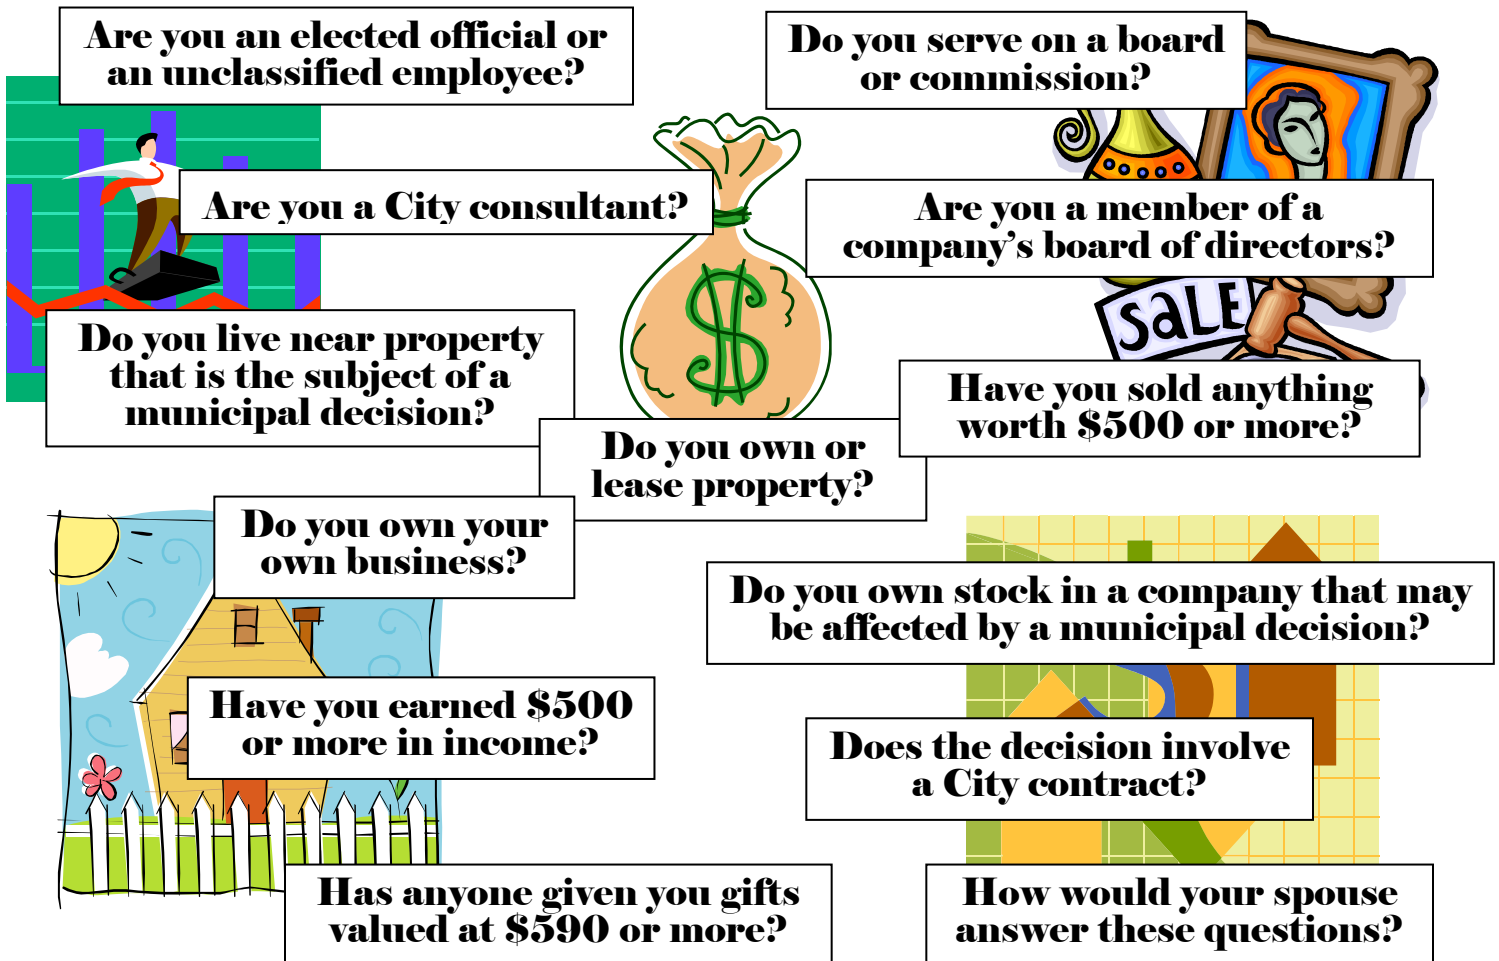 Are you an elected official or
an unclassified employee?
Do you serve on a board
or commission?
Are you a City consultant?
Are you a member of a
company's board of directors?
SALE
Do you live near property
that is the subject of a
municipal decision?
Have you sold anything
worth $500 or more?
Do you own or
lease property?
Do you own your
own business?
Do you own stock in a company that may
be affected by a municipal decision?
Have you earned $500
or more in income?
Does the decision involve
a City contract?
Has anyone given you gifts
valued at $590 or more?
How would your spouse
answer these questions?